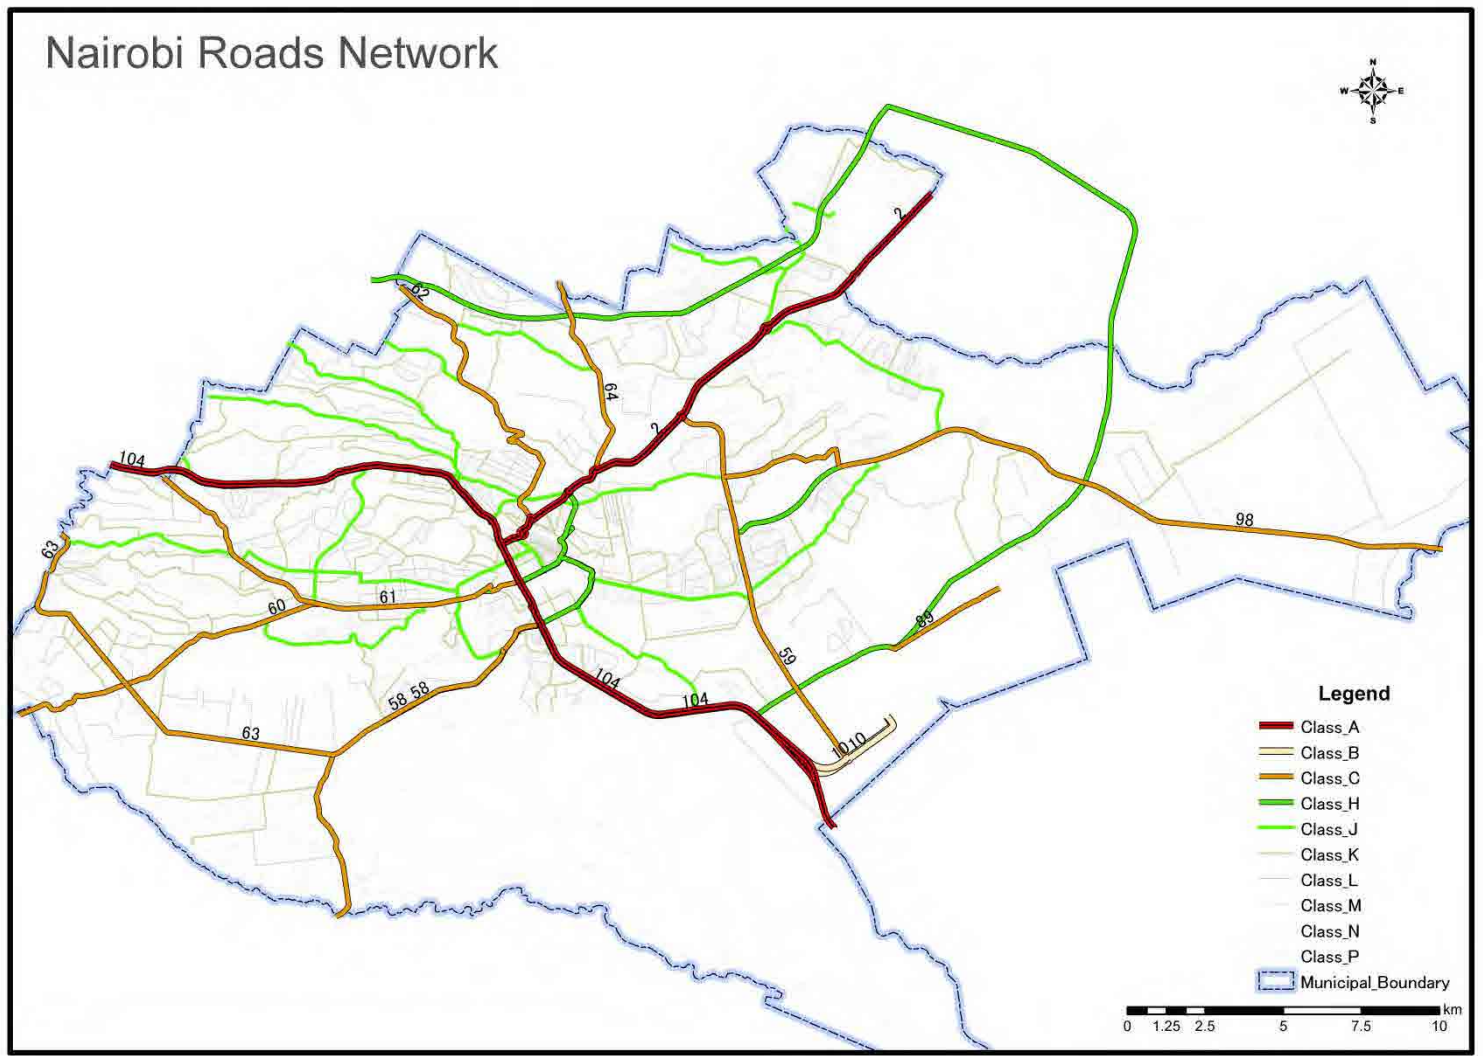 Nairobi Roads Network
N
W E
S
2
62
64
2
104
98
63
60
61
89
59
58 58
104
104
63
1010
Legend
Class_A
Class_B
Class_C
Class_H
Class_J
Class_K
Class_L
Class_M
Class_N
Class_P
Municipal_Boundary
km
0 1.25 2.5 5 7.5 10